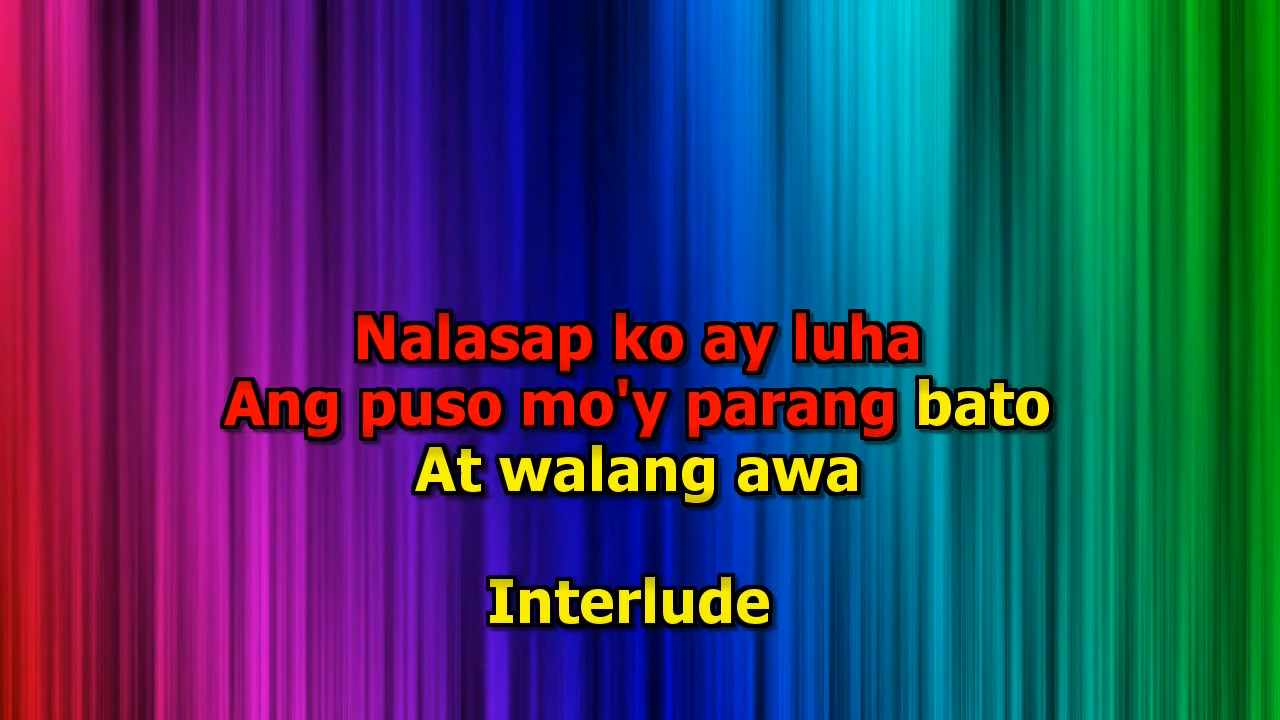 Nalasap ko ay luha
Ang puso mo'y parang bato
At walang awa
Interlude